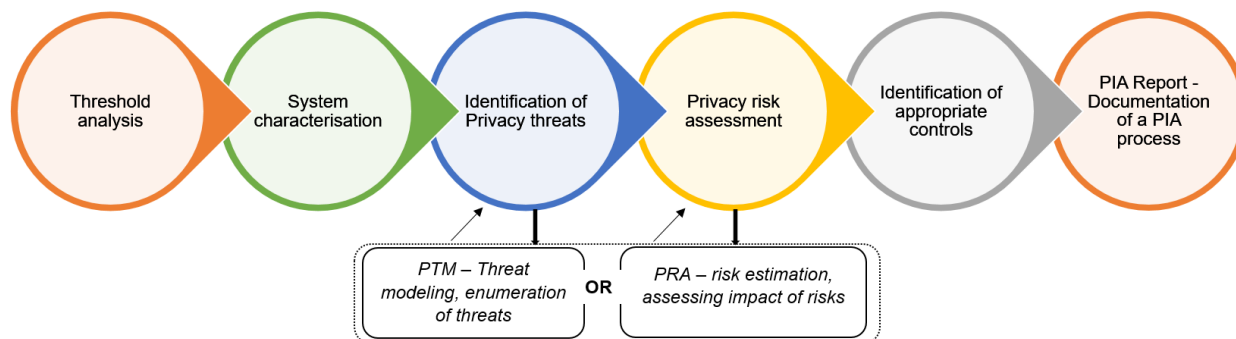 Threshold
analysis
System
characterisation
Identification of
Privacy threats
Privacy risk
assessment
Identification of
appropriate
controls
PIA Report -
Documentation
of a PIA
process
PTM – Threat
modeling, enumeration
of threats
OR
PRA – risk estimation,
assessing impact of risks